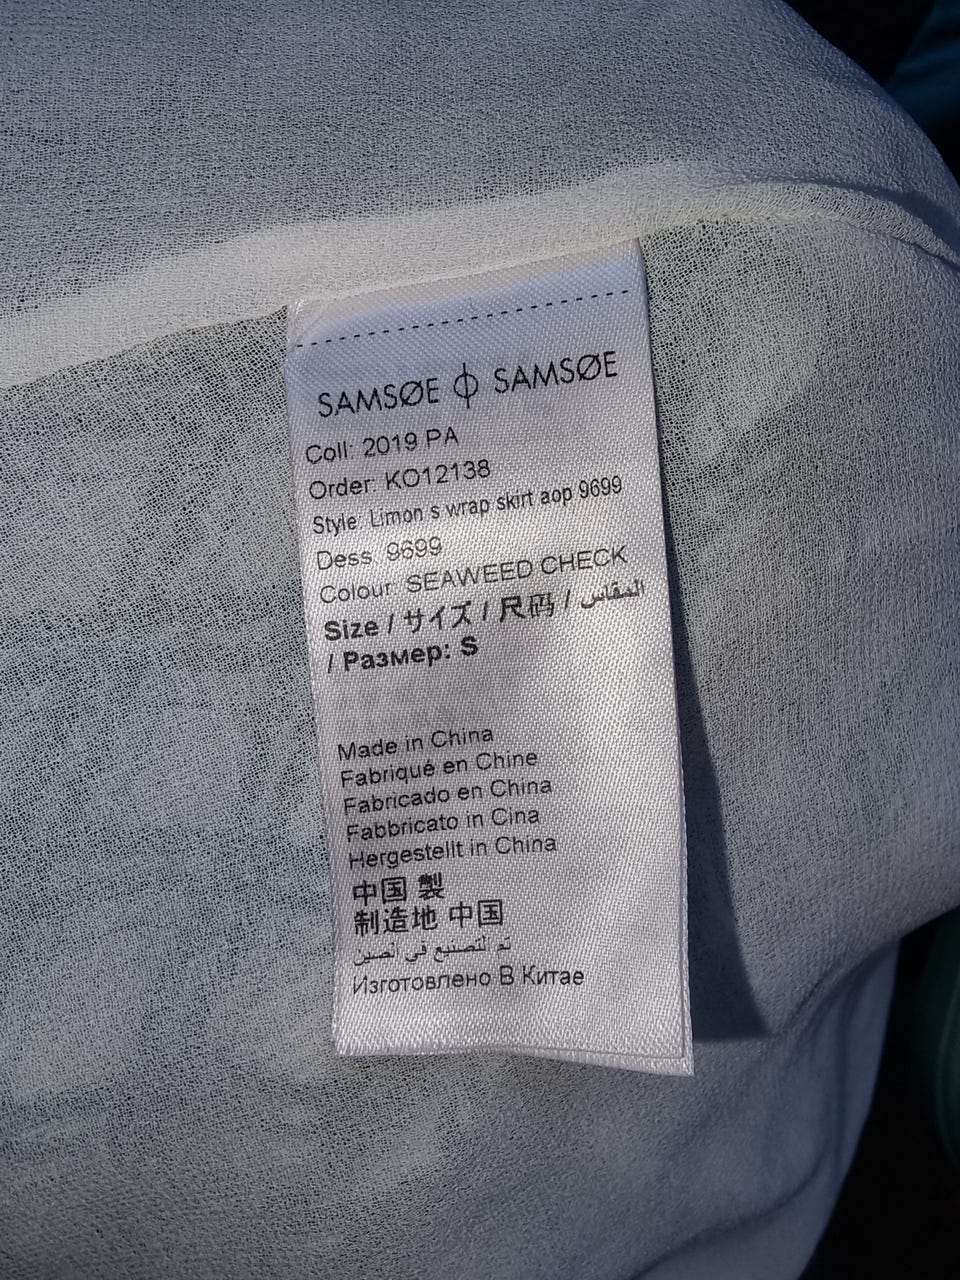 SAMSØE ϕ SAMSØE
Coll: 2019 PA
Order: KO12138
Style: Limon s wrap skirt aop 9699
Dess: 9699
Colour: SEAWEED CHECK
Size / サイズ / 尺码 / المقاس
/ Размер: S
Made in China
Fabriqué en Chine
Fabricado en China
Fabbricato in Cina
Hergestellt in China
中国 製
制造地 中国
تم التصنيع في الصين
Изготовлено В Китае